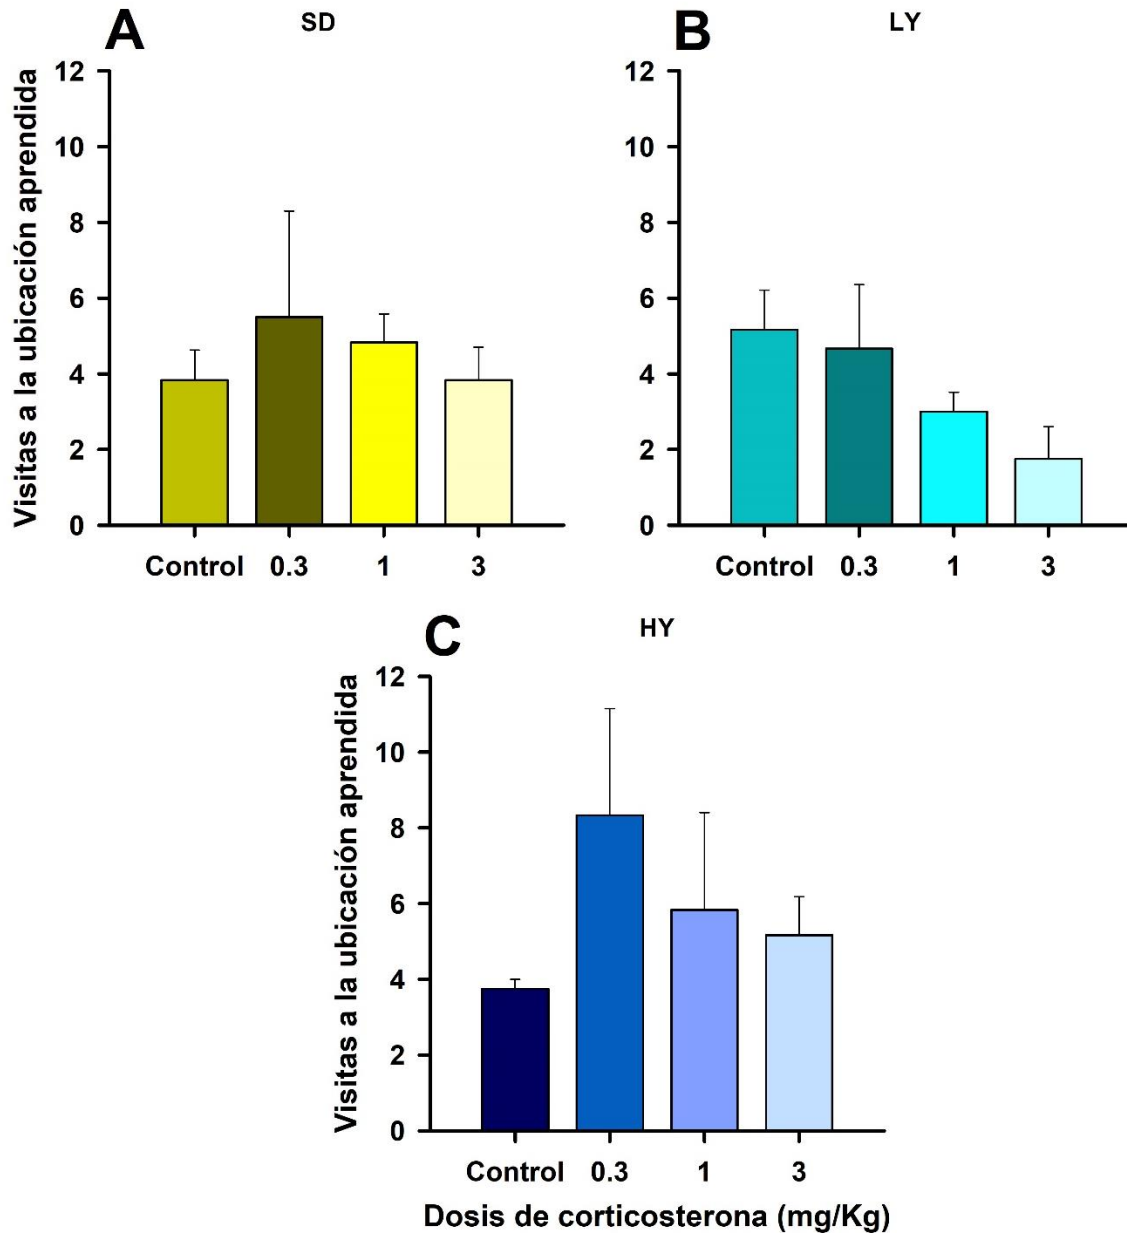 A
SD
Visitas a la ubicación aprendida
12
10
8
6
4
2
0
Control 0.3 1 3
B
LY
12
10
8
6
4
2
0
Control 0.3 1 3
C
HY
Visitas a la ubicación aprendida
12
10
8
6
4
2
0
Control 0.3 1 3
Dosis de corticosterona (mg/Kg)